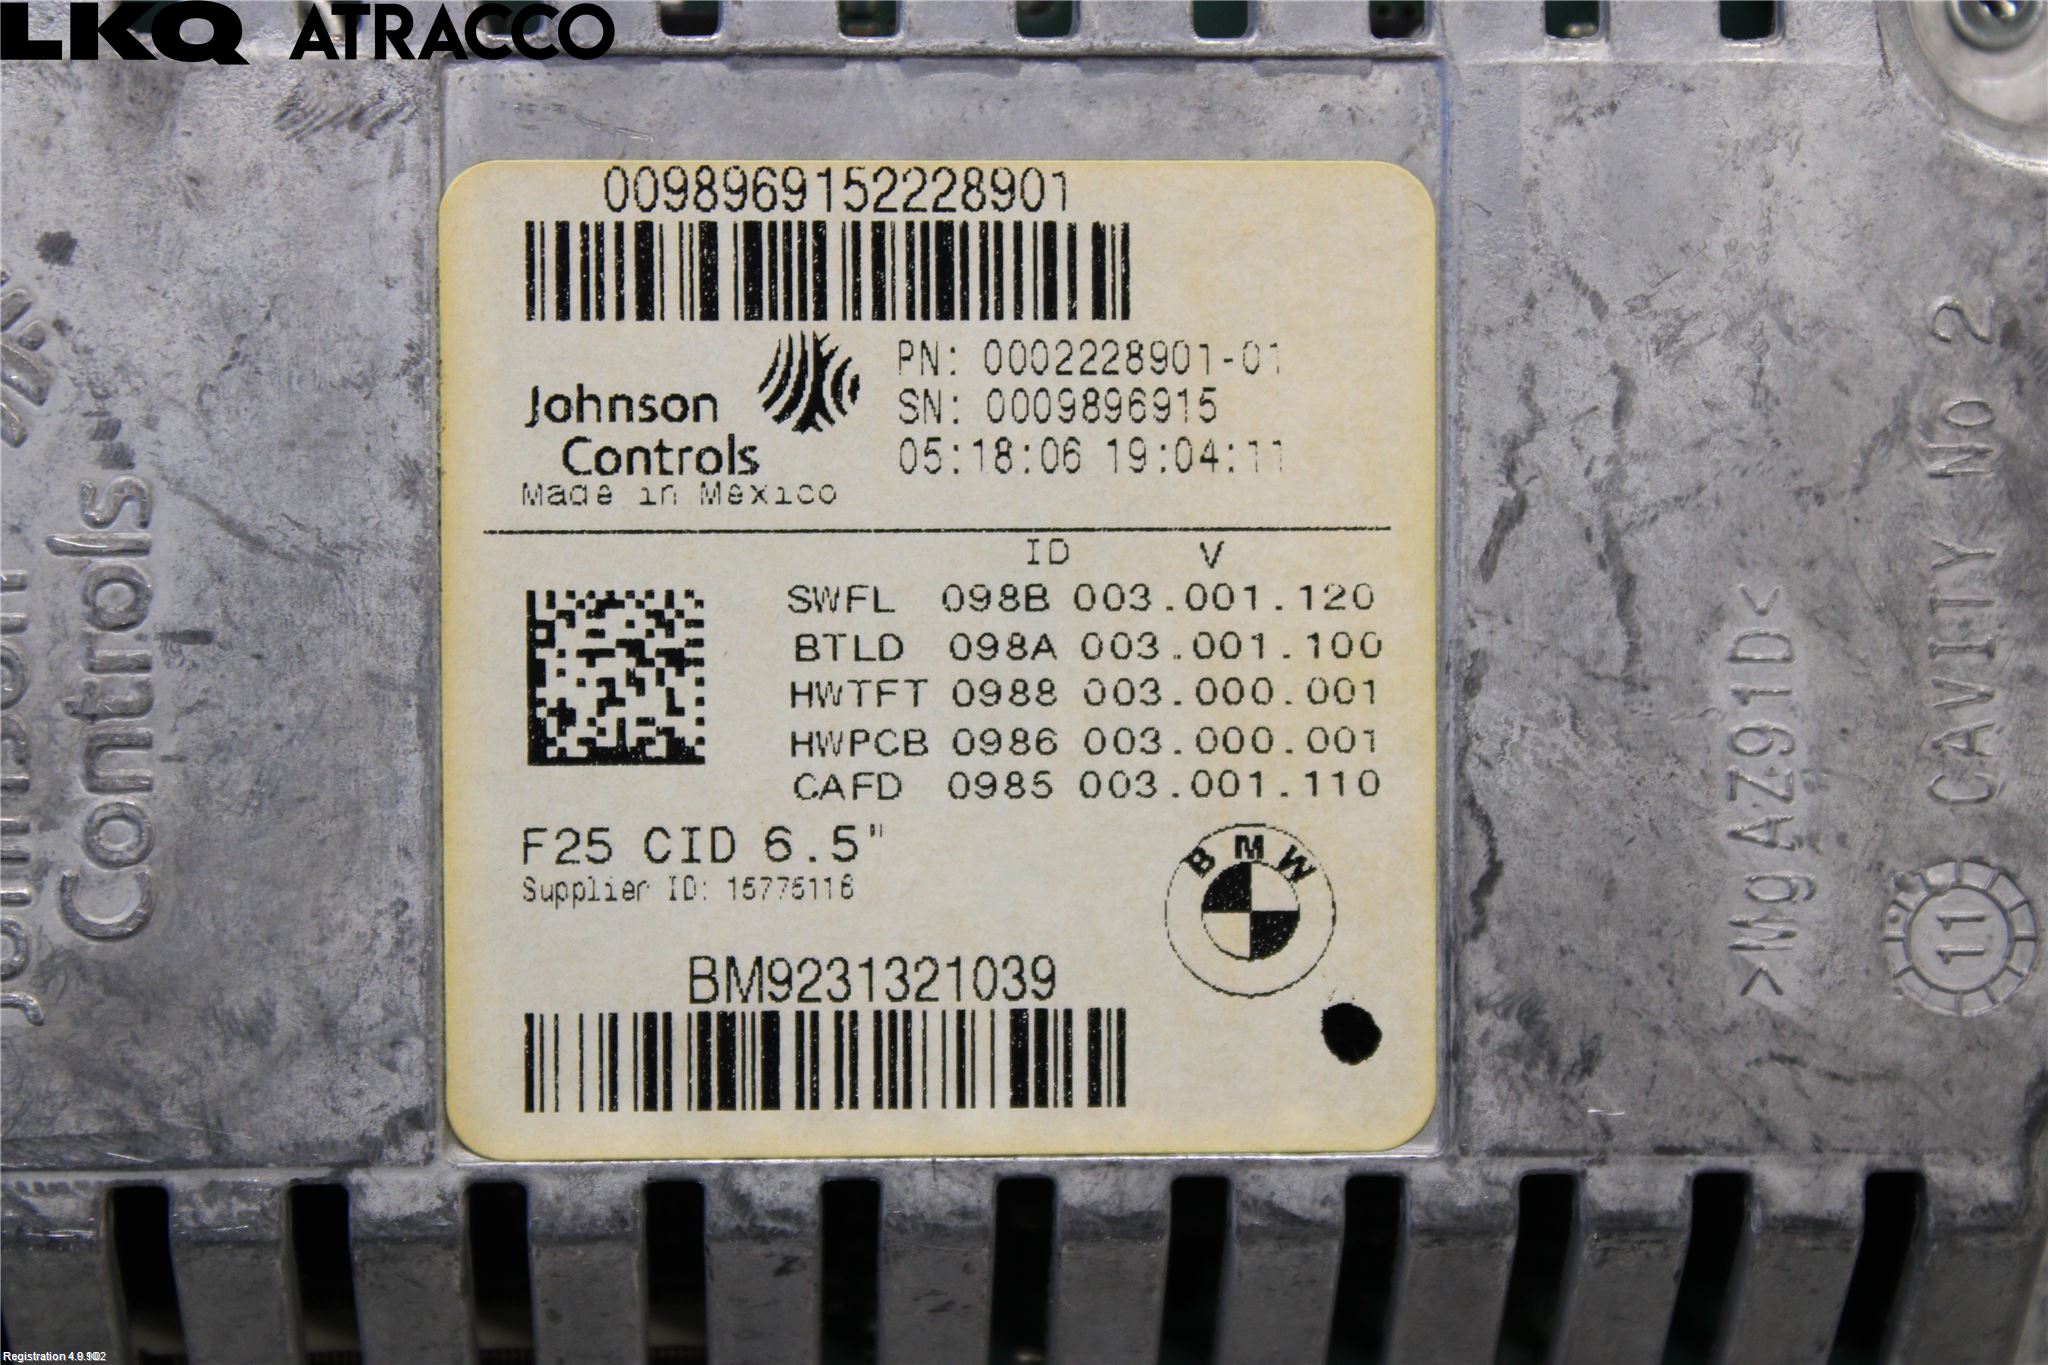 LKQ ATRACCO
0098969152228901
Johnson
Controls
Made in Mexico
PN: 0002228901-01
SN: 0009896915
05:18:06 19:04:11
ID V
SWFL 098B 003.001.120
BTLD 098A 003.001.100
HWTFT 0988 003.000.001
HWPCB 0986 003.000.001
CAFD 0985 003.001.110
F25 CID 6.5"
Supplier ID: 15775116
BMW
BM9231321039
Johnson
Controls
>MgAZ91D<
CAVITY No 2
11